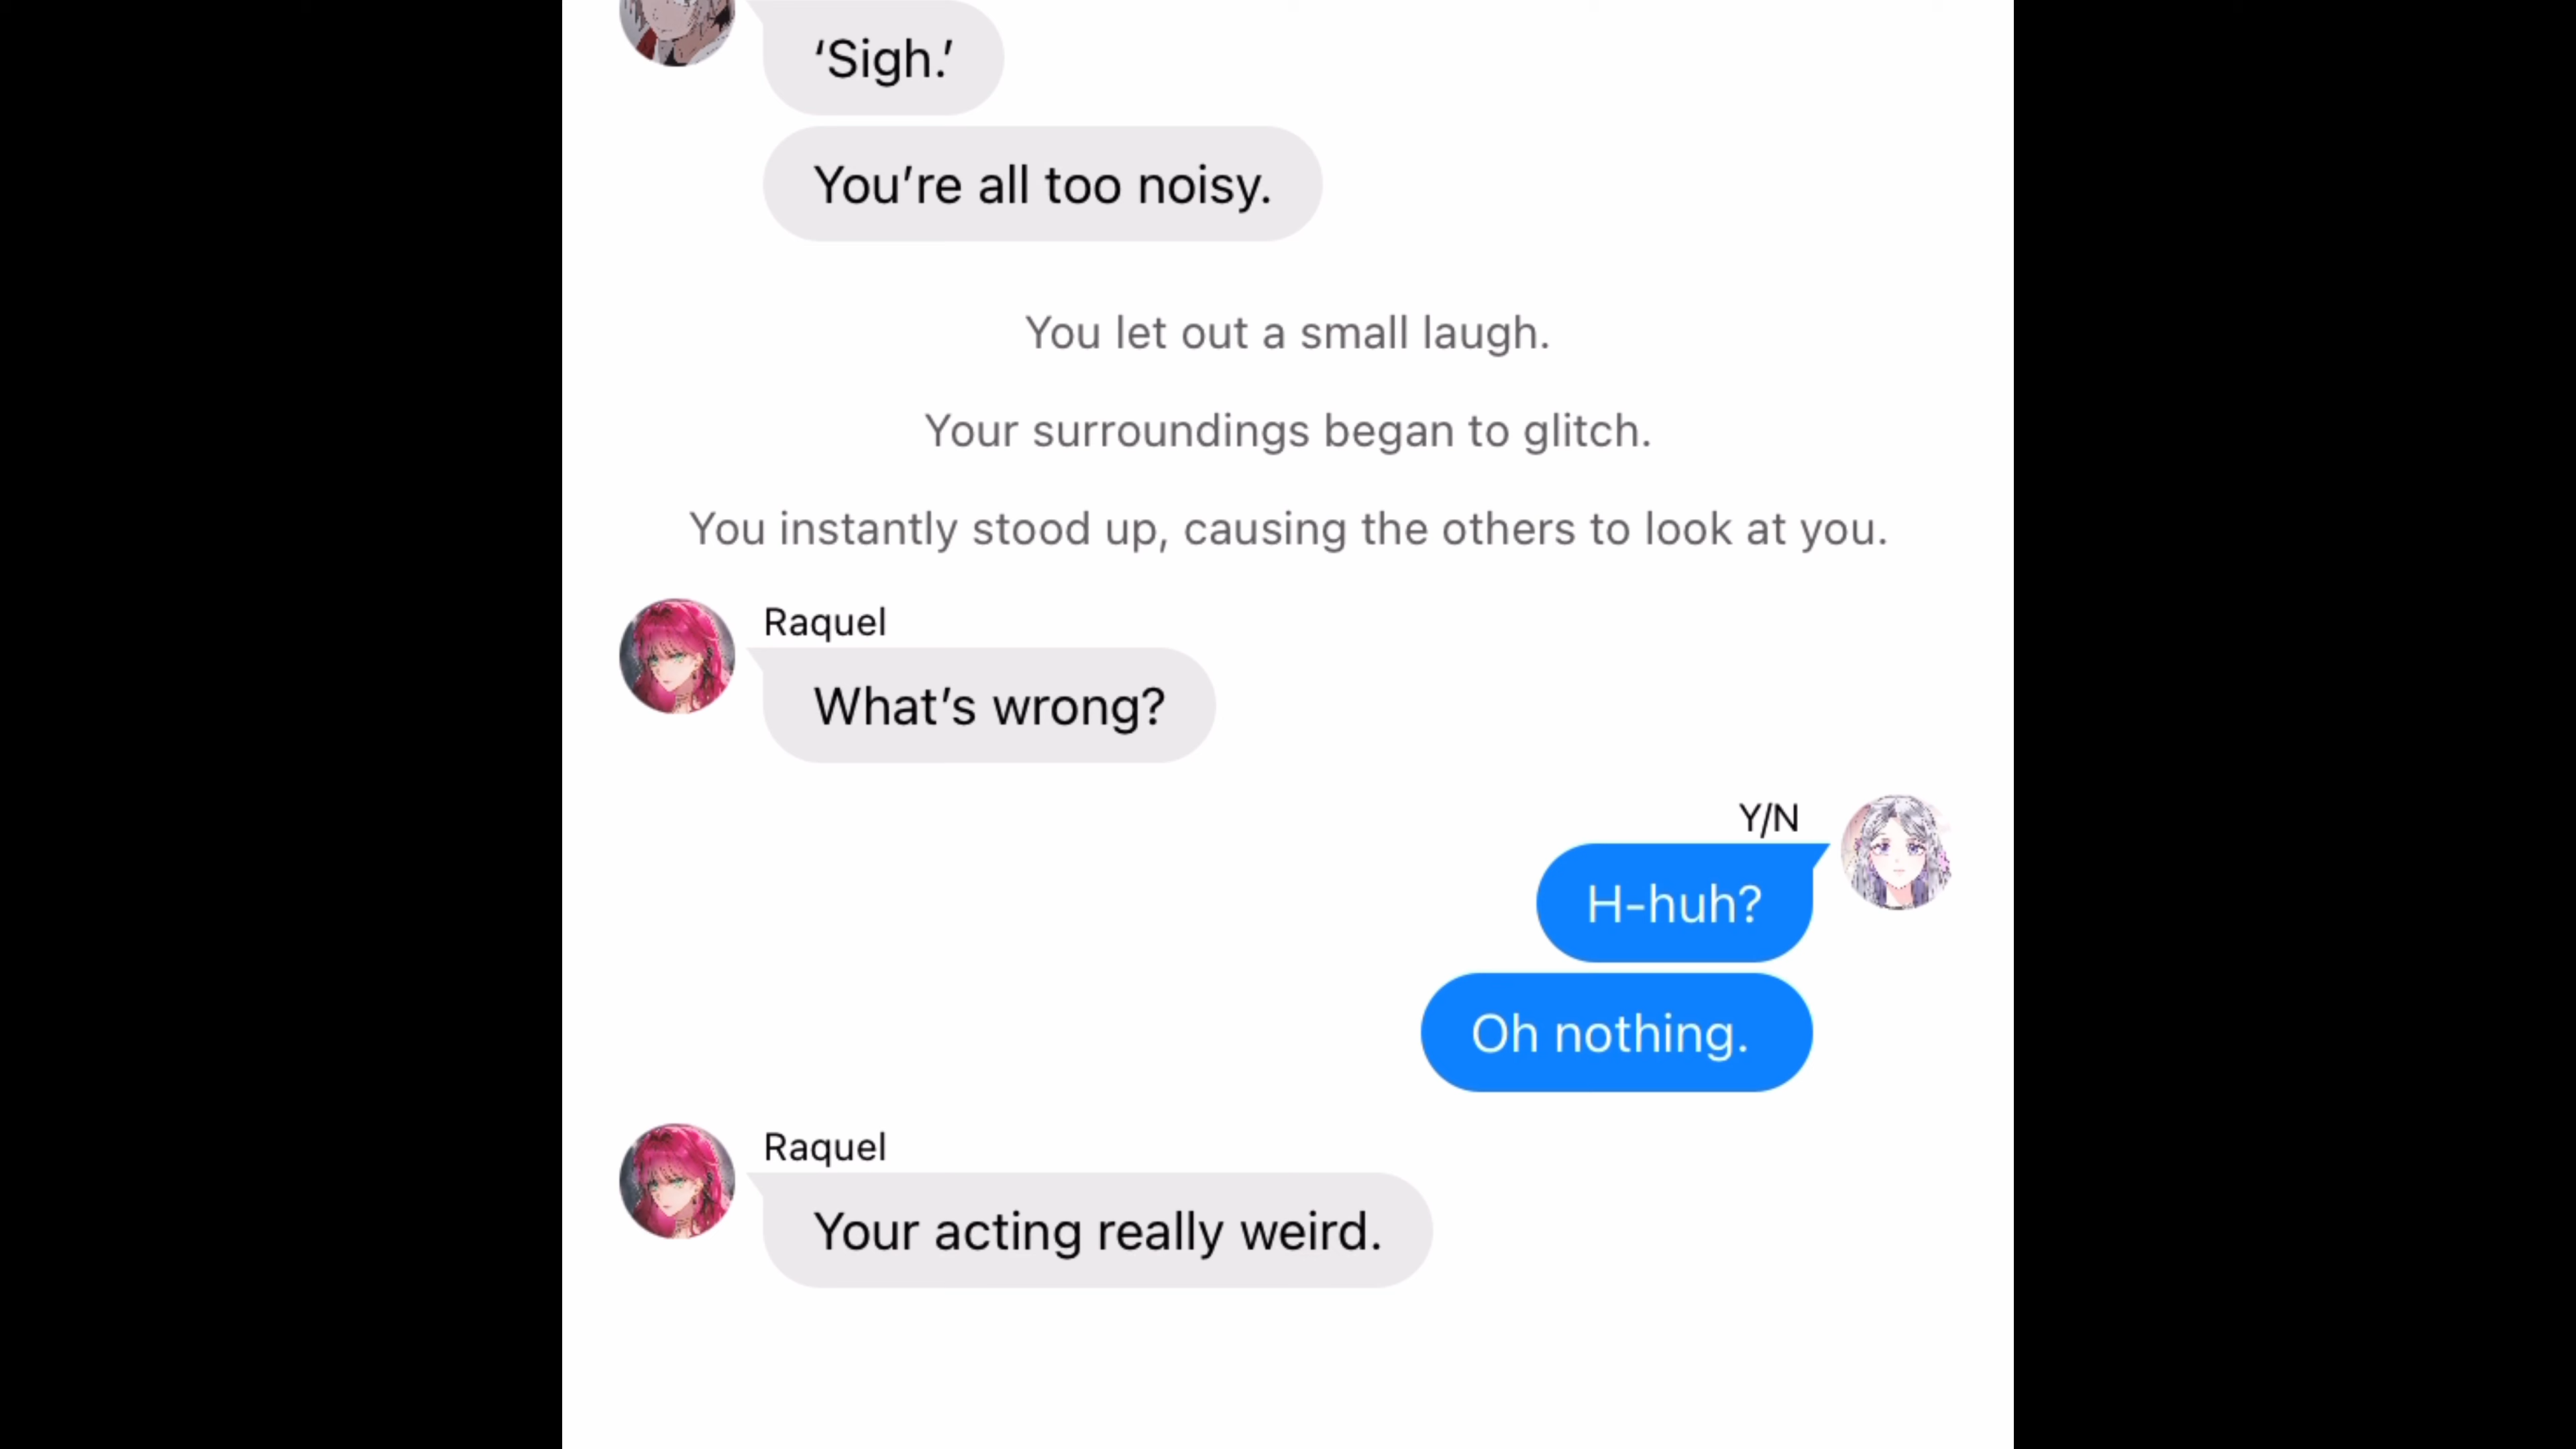 ‘Sigh.’
You’re all too noisy.
You let out a small laugh.
Your surroundings began to glitch.
You instantly stood up, causing the others to look at you.
Raquel
What’s wrong?
Y/N
H-huh?
Oh nothing.
Raquel
Your acting really weird.